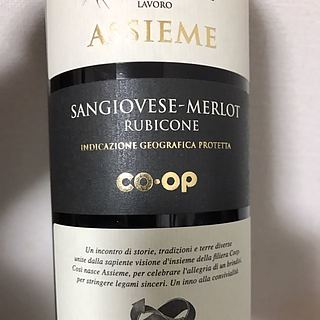 LAVORO
ASSIEME
SANGIOVESE-MERLOT
RUBICONE
INDICAZIONE GEOGRAFICA PROTETTA
co·op
Un incontro di storie, tradizioni e terre diverse
unite dalla sapiente visione d'insieme della filiera Coop.
Così nasce Assieme, per celebrare l'allegria di un brindisi,
per stringere legami sinceri. Un inno alla convivialità.